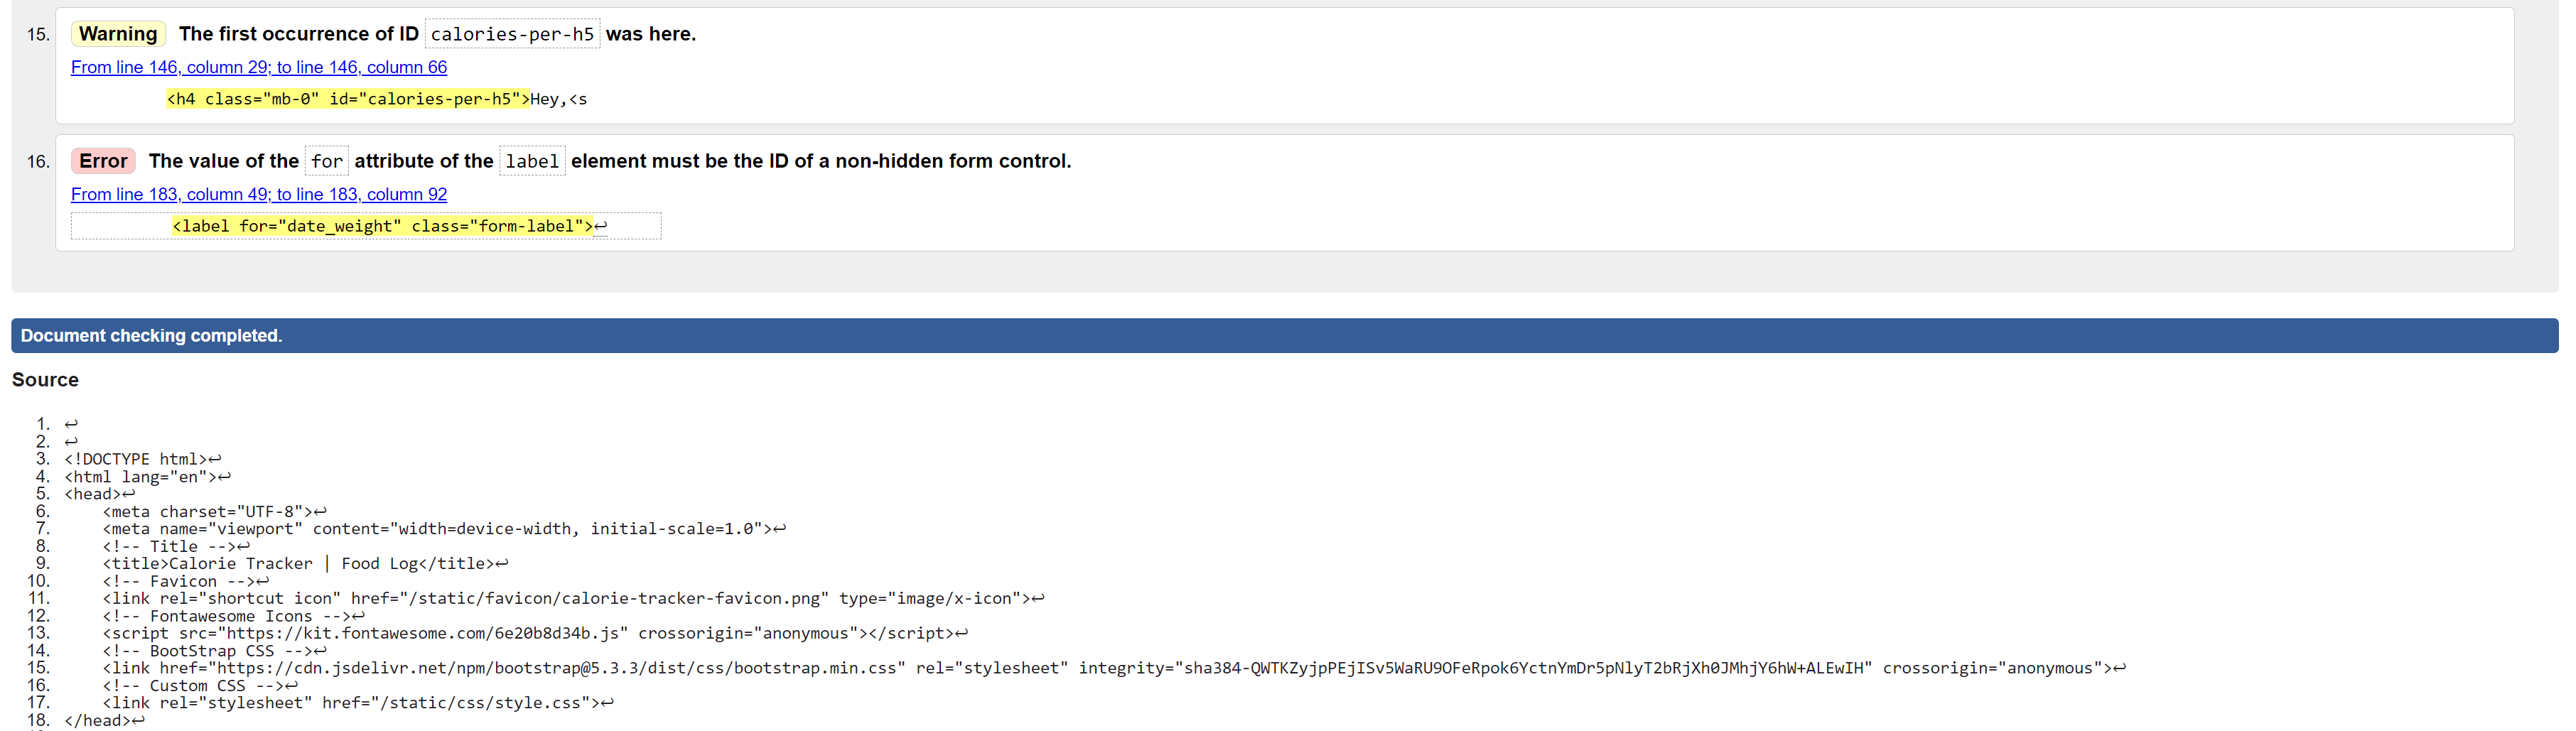 15. Warning The first occurrence of ID calories-per-h5 was here.
From line 146, column 29; to line 146, column 66
<h4 class="mb-0" id="calories-per-h5">Hey,<s
16. Error The value of the for attribute of the label element must be the ID of a non-hidden form control.
From line 183, column 49; to line 183, column 92
<label for="date_weight" class="form-label">↩
Document checking completed.
Source
1. ↩
2. ↩
3. <!DOCTYPE html>↩
4. <html lang="en">↩
5. <head>↩
6. <meta charset="UTF-8">↩
7. <meta name="viewport" content="width=device-width, initial-scale=1.0">↩
8. <!-- Title -->↩
9. <title>Calorie Tracker | Food Log</title>↩
10. <!-- Favicon -->↩
11. <link rel="shortcut icon" href="/static/favicon/calorie-tracker-favicon.png" type="image/x-icon">↩
12. <!-- Fontawesome Icons -->↩
13. <script src="https://kit.fontawesome.com/6e20b8d34b.js" crossorigin="anonymous"></script>↩
14. <!-- BootStrap CSS -->↩
15. <link href="https://cdn.jsdelivr.net/npm/bootstrap@5.3.3/dist/css/bootstrap.min.css" rel="stylesheet" integrity="sha384-QWTKZyjpPEjISv5WaRU9OFeRpok6YctnYmDr5pNlyT2bRjXh0JMhjY6hW+ALEwIH" crossorigin="anonymous">↩
16. <!-- Custom CSS -->↩
17. <link rel="stylesheet" href="/static/css/style.css">↩
18. </head>↩